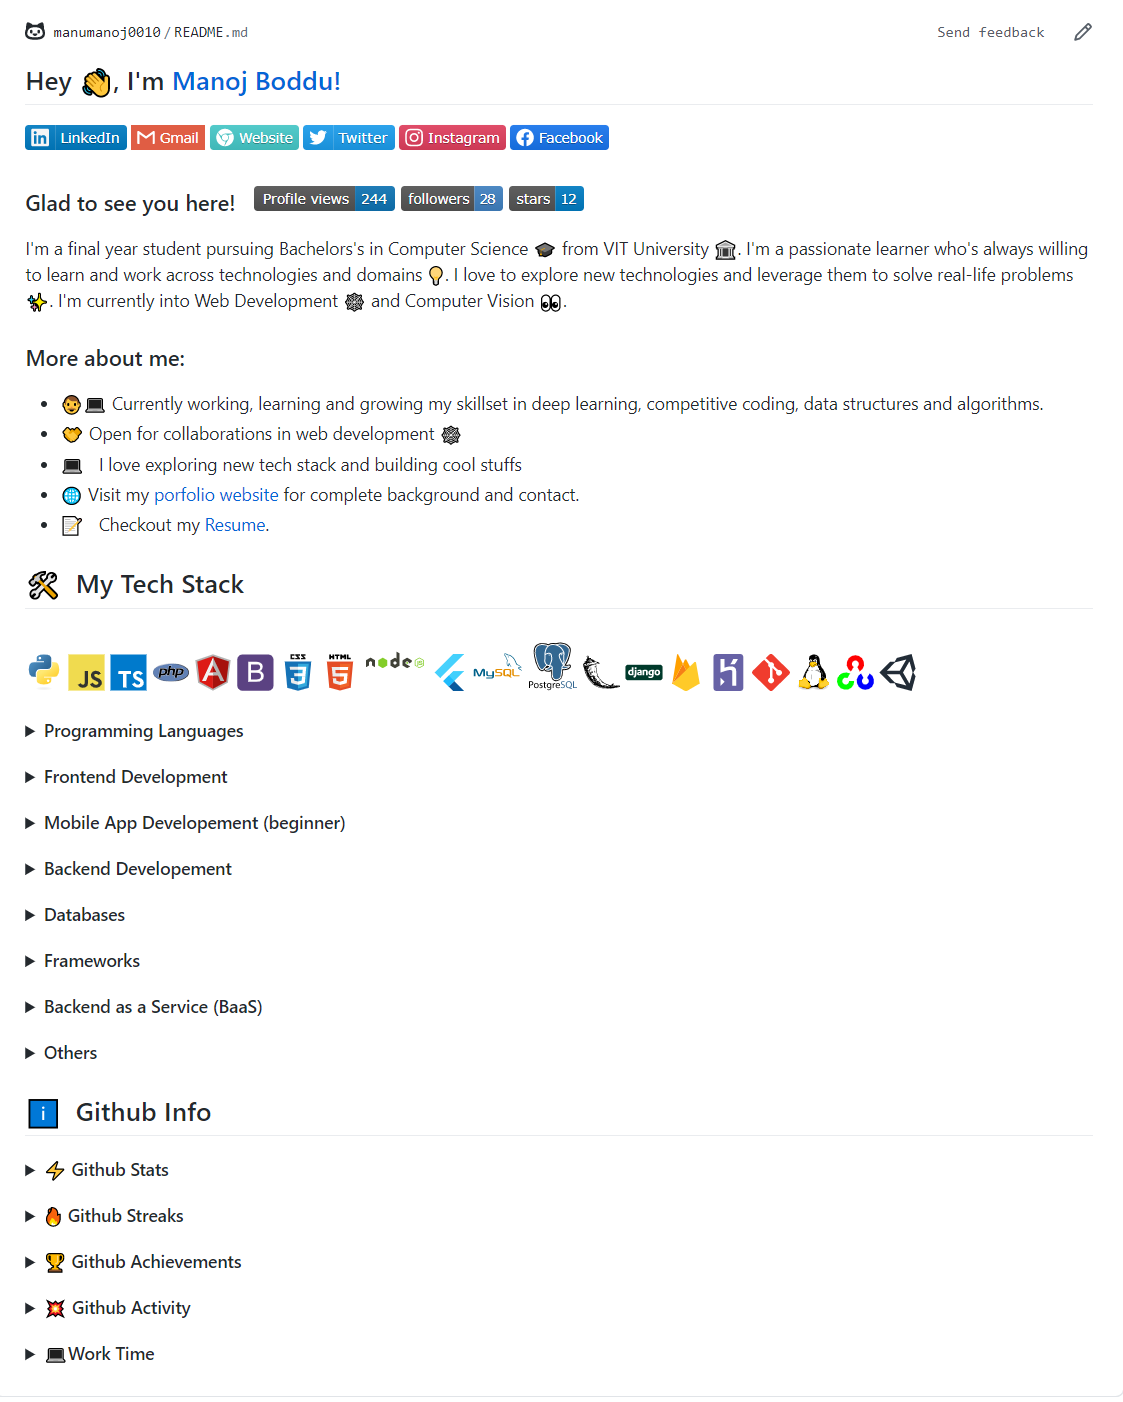 manumanoj0010/README.md Send feedback
Hey 👋, I'm Manoj Boddu!
LinkedIn Gmail Website Twitter Instagram Facebook
Glad to see you here! Profile views 244 followers 28 stars 12
I'm a final year student pursuing Bachelors's in Computer Science 🎓 from VIT University 🏛. I'm a passionate learner who's always willing
to learn and work across technologies and domains 💡. I love to explore new technologies and leverage them to solve real-life problems
✨. I'm currently into Web Development 🕸 and Computer Vision 👀.
More about me:
• 👨💻 Currently working, learning and growing my skillset in deep learning, competitive coding, data structures and algorithms.
• 🤝 Open for collaborations in web development 🕸
• 💻 I love exploring new tech stack and building cool stuffs
• 🌐 Visit my porfolio website for complete background and contact.
• 📝 Checkout my Resume.
🛠 My Tech Stack
JS TS php A B CSS 3 HTML 5 node JS MySQL PostgreSQL django
▶ Programming Languages
▶ Frontend Development
▶ Mobile App Developement (beginner)
▶ Backend Developement
▶ Databases
▶ Frameworks
▶ Backend as a Service (BaaS)
▶ Others
ℹ Github Info
▶ ⚡ Github Stats
▶ 🔥 Github Streaks
▶ 🏆 Github Achievements
▶ 💥 Github Activity
▶ 💻 Work Time